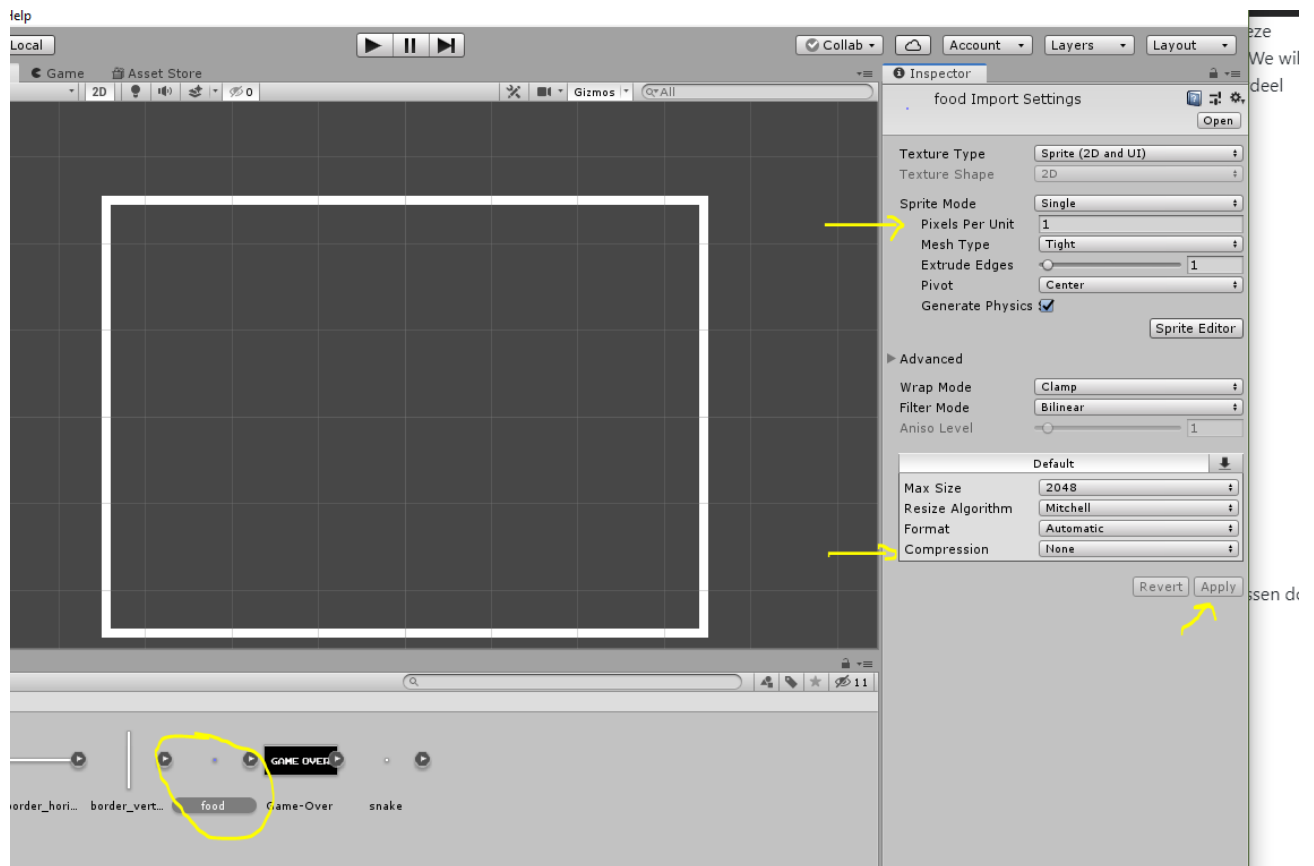 Help
Local
Collab
Account
Layers
Layout
eze
We wil
deel
Game
Asset Store
2D
0
Gizmos
All
Inspector
food Import Settings
Open
Texture Type
Sprite (2D and UI)
Texture Shape
2D
Sprite Mode
Single
Pixels Per Unit
1
Mesh Type
Tight
Extrude Edges
1
Pivot
Center
Generate Physics
Sprite Editor
Advanced
Wrap Mode
Clamp
Filter Mode
Bilinear
Aniso Level
1
Default
Max Size
2048
Resize Algorithm
Mitchell
Format
Automatic
Compression
None
Revert
Apply
ssen do
11
GAME OVER
border_hori...
border_vert...
food
Game-Over
snake